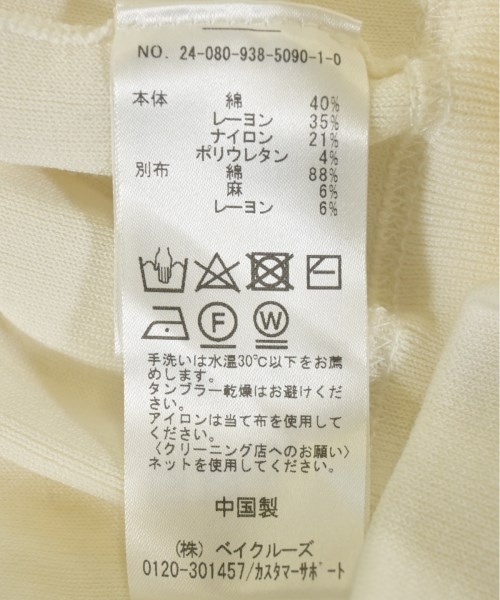 NO. 24-080-938-5090-1-0
本体 綿 40%
レーヨン 35%
ナイロン 21%
ポリウレタン 4%
別布 綿 88%
麻 6%
レーヨン 6%
F W
手洗いは水温30℃以下をお薦
めします。
タンブラー乾燥はお避けくだ
さい。
アイロンは当て布を使用して
ください。
〈クリーニング店へのお願い〉
ネットを使用してください。
中国製
(株) ベイクルーズ
0120-301457/カスタマーサポート